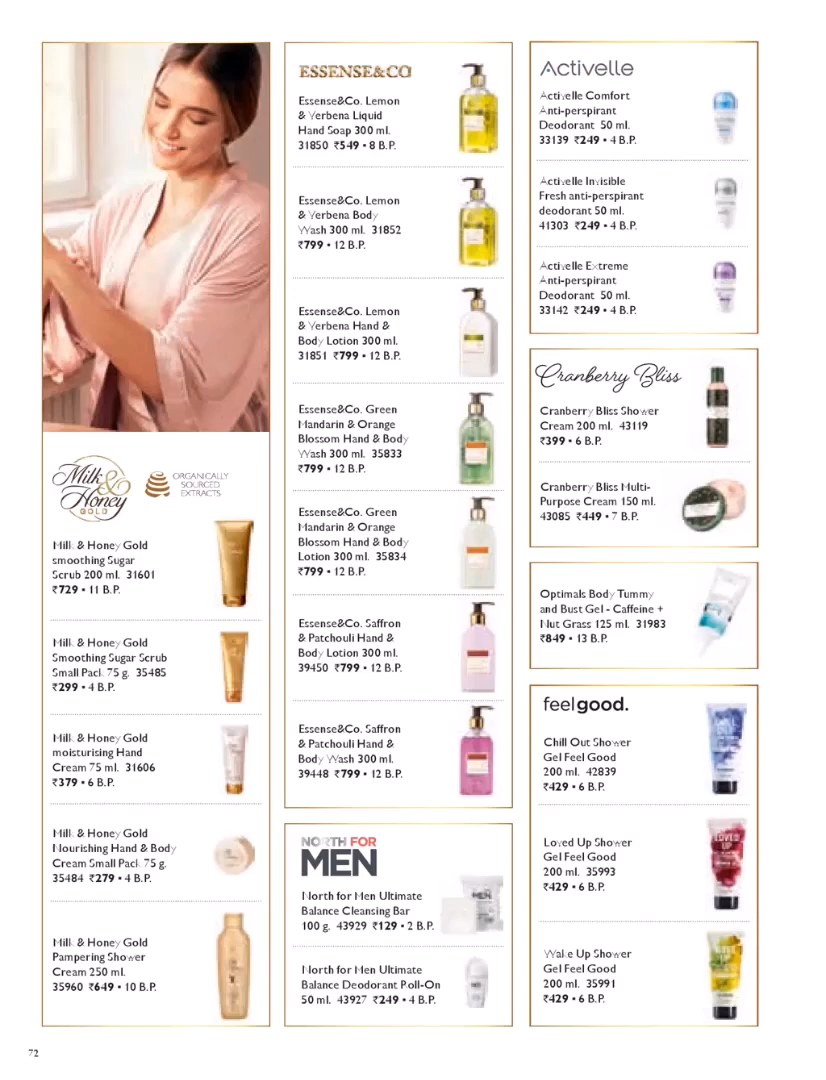 Milk
&
Honey
GOLD
ORGANICALLY
SOURCED
EXTRACTS
Milk & Honey Gold
smoothing Sugar
Scrub 200 ml. 31601
₹729 • 11 B.P.
Milk & Honey Gold
Smoothing Sugar Scrub
Small Pack 75 g. 35485
₹299 • 4 B.P.
Milk & Honey Gold
moisturising Hand
Cream 75 ml. 31606
₹379 • 6 B.P.
Milk & Honey Gold
Nourishing Hand & Body
Cream Small Pack 75 g.
35484 ₹279 • 4 B.P.
Milk & Honey Gold
Pampering Shower
Cream 250 ml.
35960 ₹649 • 10 B.P.
ESSENSE&CO
Essense&Co. Lemon
& Verbena Liquid
Hand Soap 300 ml.
31850 ₹549 • 8 B.P.
Essense&Co. Lemon
& Verbena Body
Wash 300 ml. 31852
₹799 • 12 B.P.
Essense&Co. Lemon
& Verbena Hand &
Body Lotion 300 ml.
31851 ₹799 • 12 B.P.
Essense&Co. Green
Mandarin & Orange
Blossom Hand & Body
Wash 300 ml. 35833
₹799 • 12 B.P.
Essense&Co. Green
Mandarin & Orange
Blossom Hand & Body
Lotion 300 ml. 35834
₹799 • 12 B.P.
Essense&Co. Saffron
& Patchouli Hand &
Body Lotion 300 ml.
39450 ₹799 • 12 B.P.
Essense&Co. Saffron
& Patchouli Hand &
Body Wash 300 ml.
39448 ₹799 • 12 B.P.
NORTH FOR
MEN
North for Men Ultimate
Balance Cleansing Bar
100 g. 43929 ₹129 • 2 B.P.
MEN
North for Men Ultimate
Balance Deodorant Roll-On
50 ml. 43927 ₹249 • 4 B.P.
Activelle
Activelle Comfort
Anti-perspirant
Deodorant 50 ml.
33139 ₹249 • 4 B.P.
Activelle Invisible
Fresh anti-perspirant
deodorant 50 ml.
41303 ₹249 • 4 B.P.
Activelle Extreme
Anti-perspirant
Deodorant 50 ml.
33142 ₹249 • 4 B.P.
Cranberry Bliss
Cranberry Bliss Shower
Cream 200 ml. 43119
₹399 • 6 B.P.
Cranberry Bliss Multi-
Purpose Cream 150 ml.
43085 ₹449 • 7 B.P.
Optimals Body Tummy
and Bust Gel - Caffeine +
Nut Grass 125 ml. 31983
₹849 • 13 B.P.
feelgood.
Chill Out Shower
Gel Feel Good
200 ml. 42839
₹429 • 6 B.P.
Loved Up Shower
Gel Feel Good
200 ml. 35993
₹429 • 6 B.P.
LOVED
UP
Wake Up Shower
Gel Feel Good
200 ml. 35991
₹429 • 6 B.P.
72